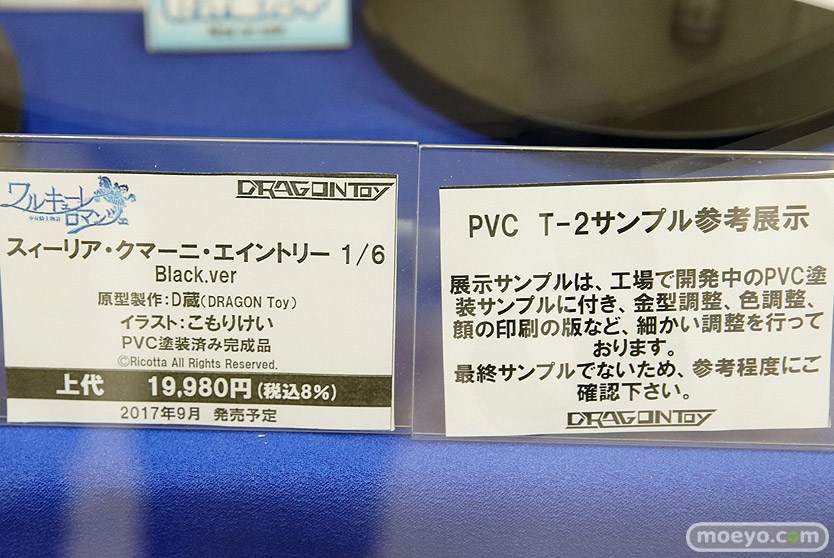 ワルキューレ
ロマンツェ
少女騎士物語
DRAGONTOY
スィーリア・クマーニ・エイントリー 1/6
Black.ver
原型製作:D蔵(DRAGON Toy)
イラスト:こもりけい
PVC塗装済み完成品
©Ricotta All Rights Reserved.
上代 19,980円(税込8%)
2017年9月 発売予定
PVC T-2サンプル参考展示
展示サンプルは、工場で開発中のPVC塗
装サンプルに付き、金型調整、色調整、
顔の印刷の版など、細かい調整を行って
おります。
最終サンプルでないため、参考程度にご
確認下さい。
DRAGONTOY
moeyo.com